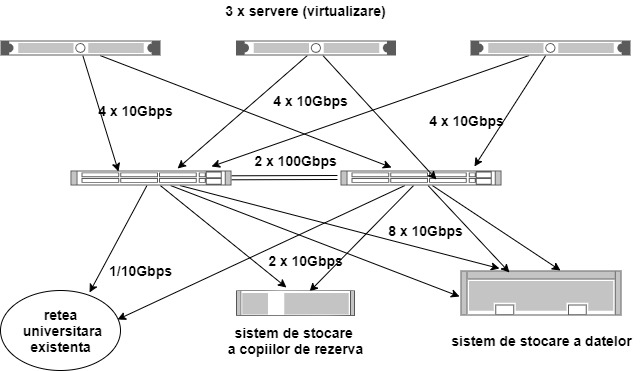 3 x servere (virtualizare)
4 x 10Gbps
4 x 10Gbps
4 x 10Gbps
2 x 100Gbps
8 x 10Gbps
1/10Gbps
2 x 10Gbps
retea
universitara
existenta
sistem de stocare
a copiilor de rezerva
sistem de stocare a datelor